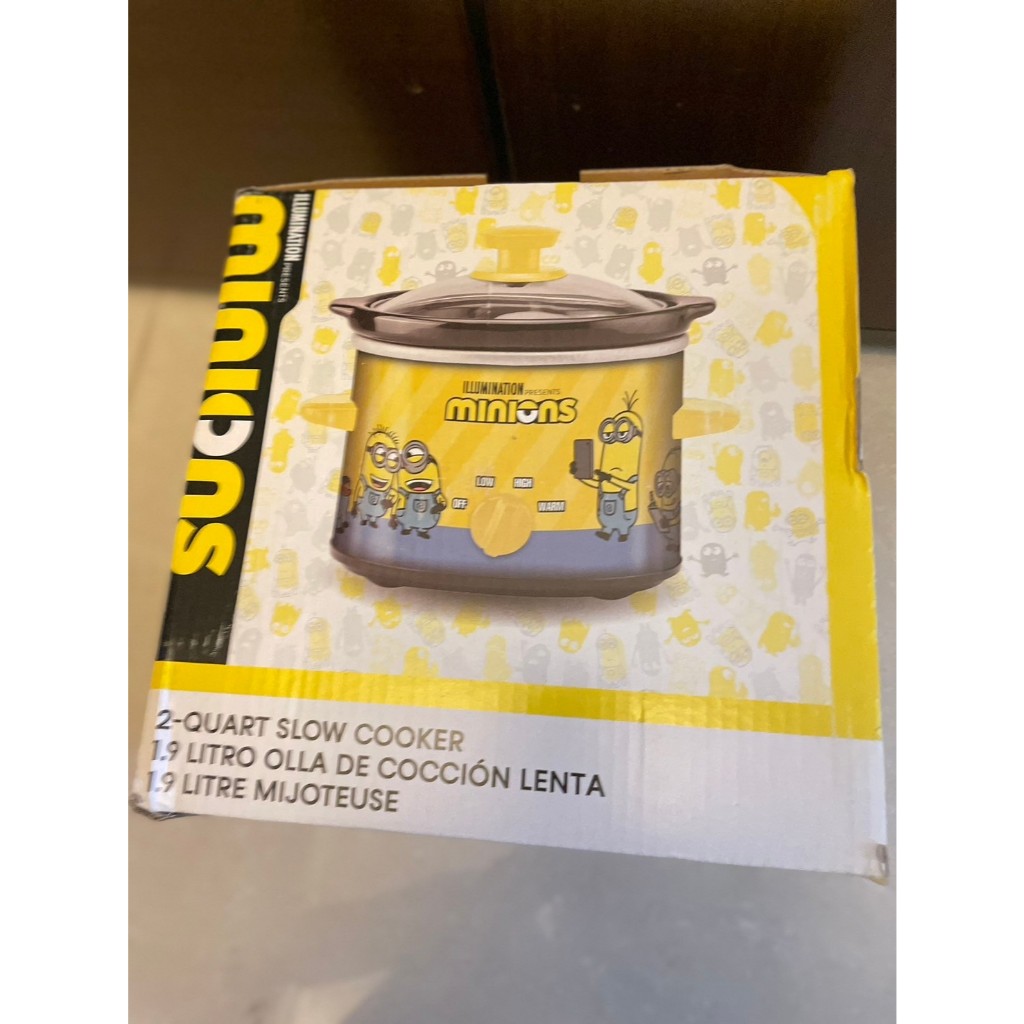 ILLUMINATION PRESENTS
minions
ILLUMINATION PRESENTS
minions
LOW HIGH
OFF WARM
2-QUART SLOW COOKER
1.9 LITRO OLLA DE COCCIÓN LENTA
1.9 LITRE MIJOTEUSE